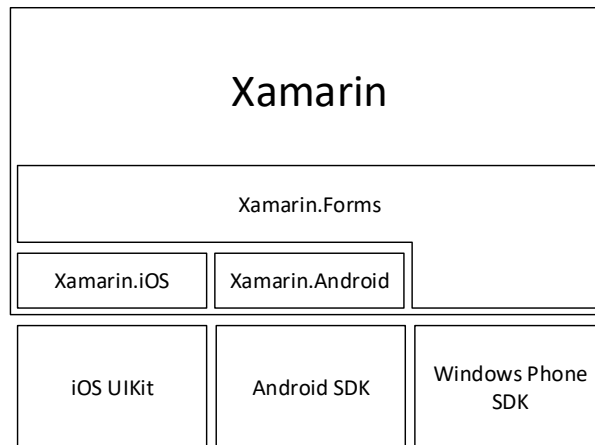 Xamarin
Xamarin.Forms
Xamarin.iOS
Xamarin.Android
iOS UIKit
Android SDK
Windows Phone
SDK